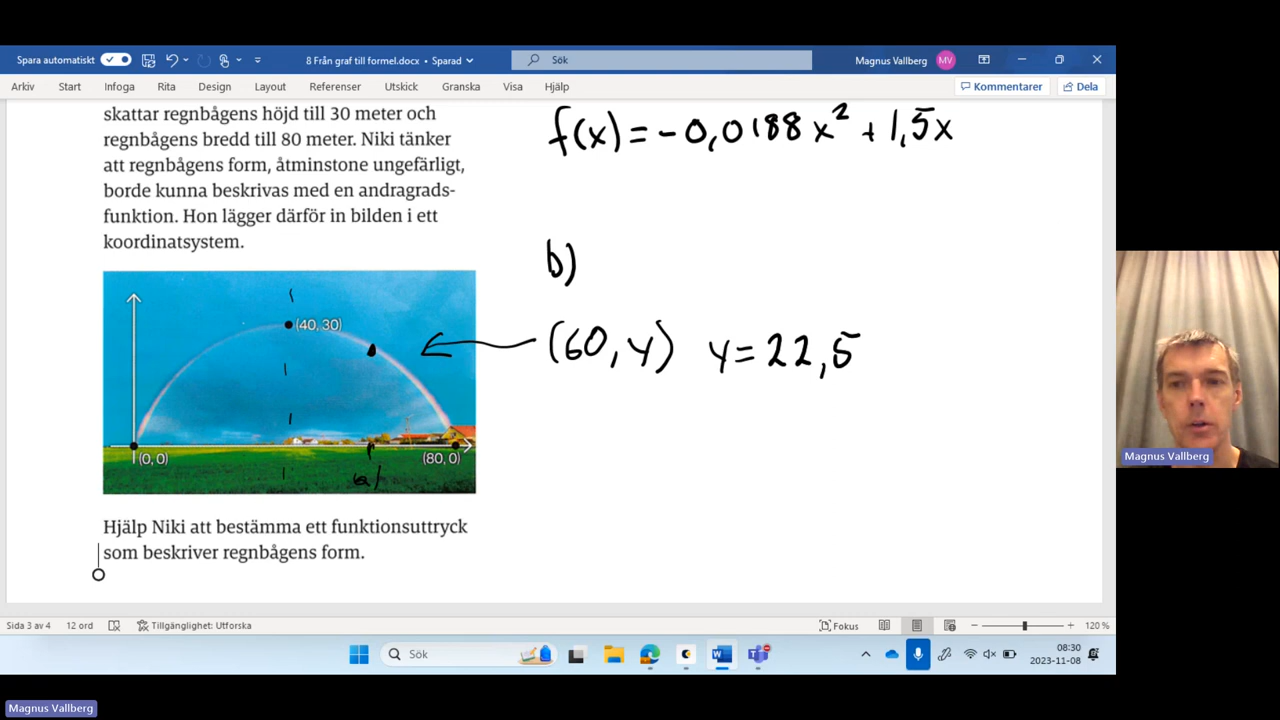 Spara automatiskt
8 Från graf till formel.docx • Sparad
Sök
Magnus Vallberg
MV
Arkiv Start Infoga Rita Design Layout Referenser Utskick Granska Visa Hjälp
Kommentarer
Dela
skattar regnbågens höjd till 30 meter och
regnbågens bredd till 80 meter. Niki tänker
att regnbågens form, åtminstone ungefärligt,
borde kunna beskrivas med en andragrads-
funktion. Hon lägger därför in bilden i ett
koordinatsystem.
(40, 30)
(0, 0)
(80, 0)
Hjälp Niki att bestämma ett funktionsuttryck
som beskriver regnbågens form.
f(x) = -0,0188x² + 1,5x
b)
(60, y) y = 22,5
Magnus Vallberg
Sida 3 av 4
12 ord
Tillgänglighet: Utforska
Fokus
120 %
Sök
08:30
2023-11-08
Magnus Vallberg